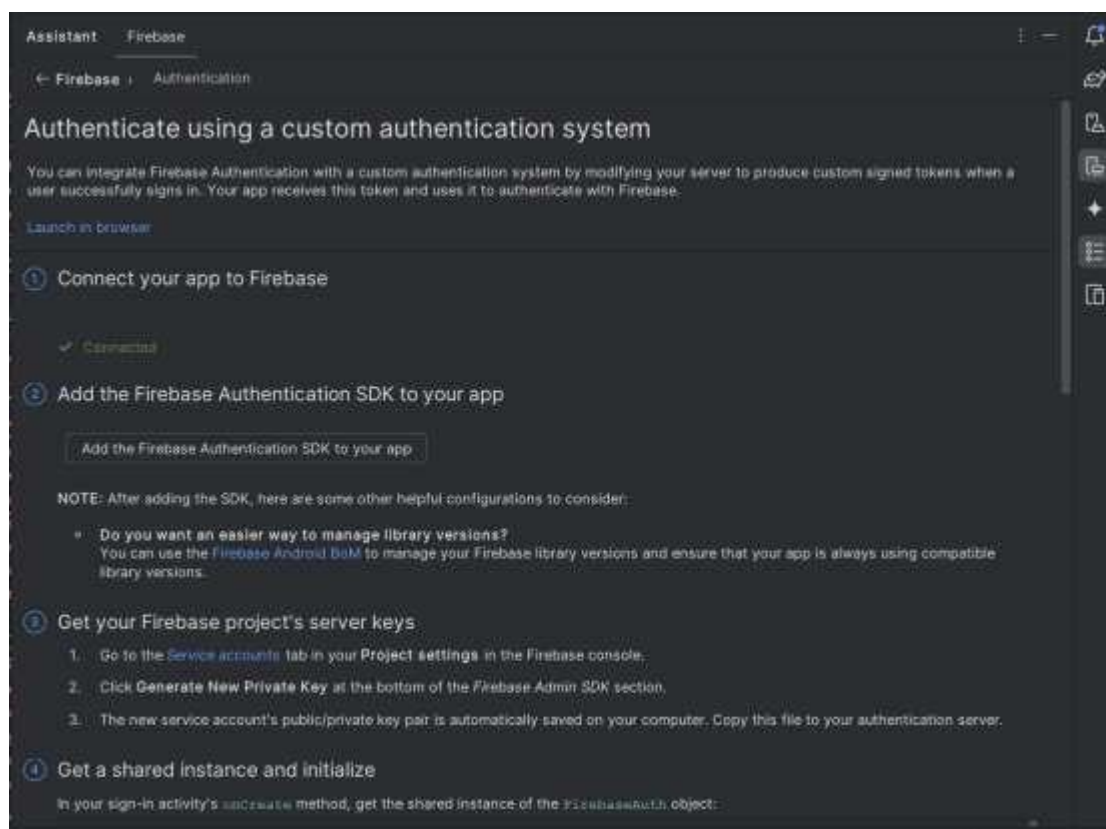 Assistant Firebase
← Firebase › Authentication
Authenticate using a custom authentication system
You can integrate Firebase Authentication with a custom authentication system by modifying your server to produce custom signed tokens when a
user successfully signs in. Your app receives this token and uses it to authenticate with Firebase.
Launch in browser
1 Connect your app to Firebase
✓ Connected
2 Add the Firebase Authentication SDK to your app
Add the Firebase Authentication SDK to your app
NOTE: After adding the SDK, here are some other helpful configurations to consider:
Do you want an easier way to manage library versions?
You can use the Firebase Android BoM to manage your Firebase library versions and ensure that your app is always using compatible
library versions.
3 Get your Firebase project's server keys
1. Go to the Service accounts tab in your Project settings in the Firebase console.
2. Click Generate New Private Key at the bottom of the Firebase Admin SDK section.
3. The new service account's public/private key pair is automatically saved on your computer. Copy this file to your authentication server.
4 Get a shared instance and initialize
In your sign-in activity's onCreate method, get the shared instance of the FirebaseAuth object: